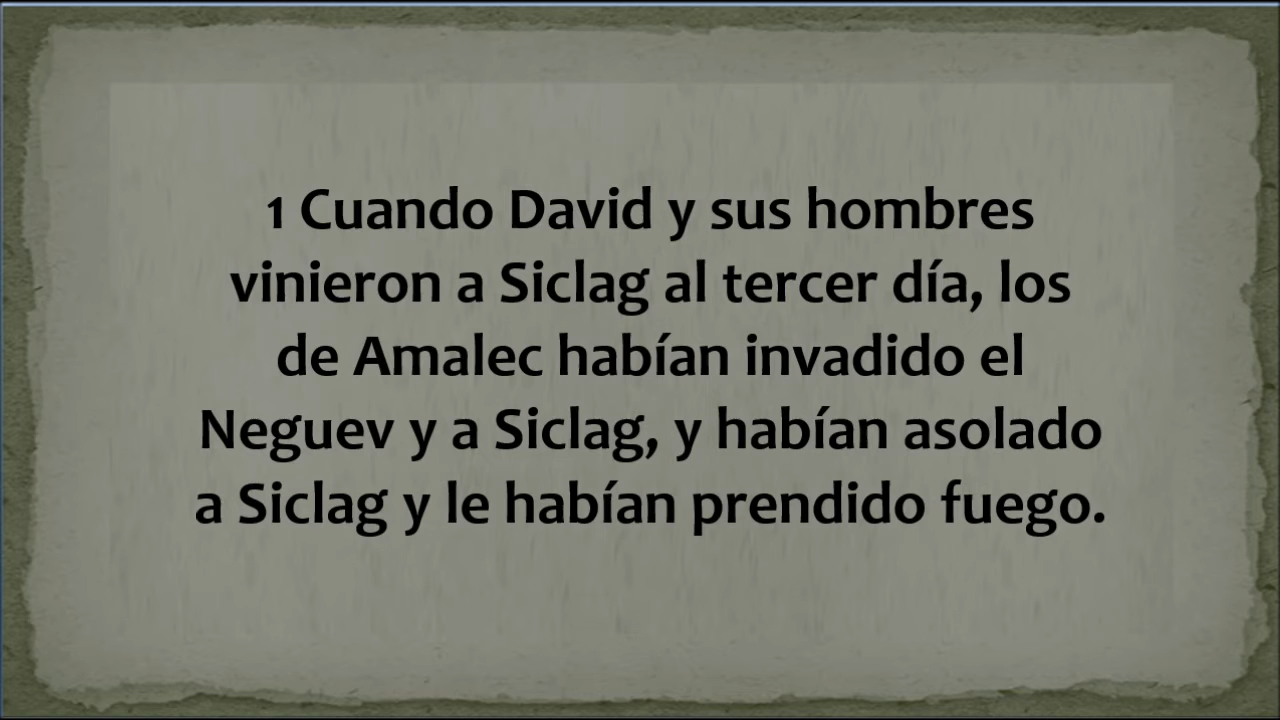 1 Cuando David y sus hombres
vinieron a Siclag al tercer día, los
de Amalec habían invadido el
Neguev y a Siclag, y habían asolado
a Siclag y le habían prendido fuego.